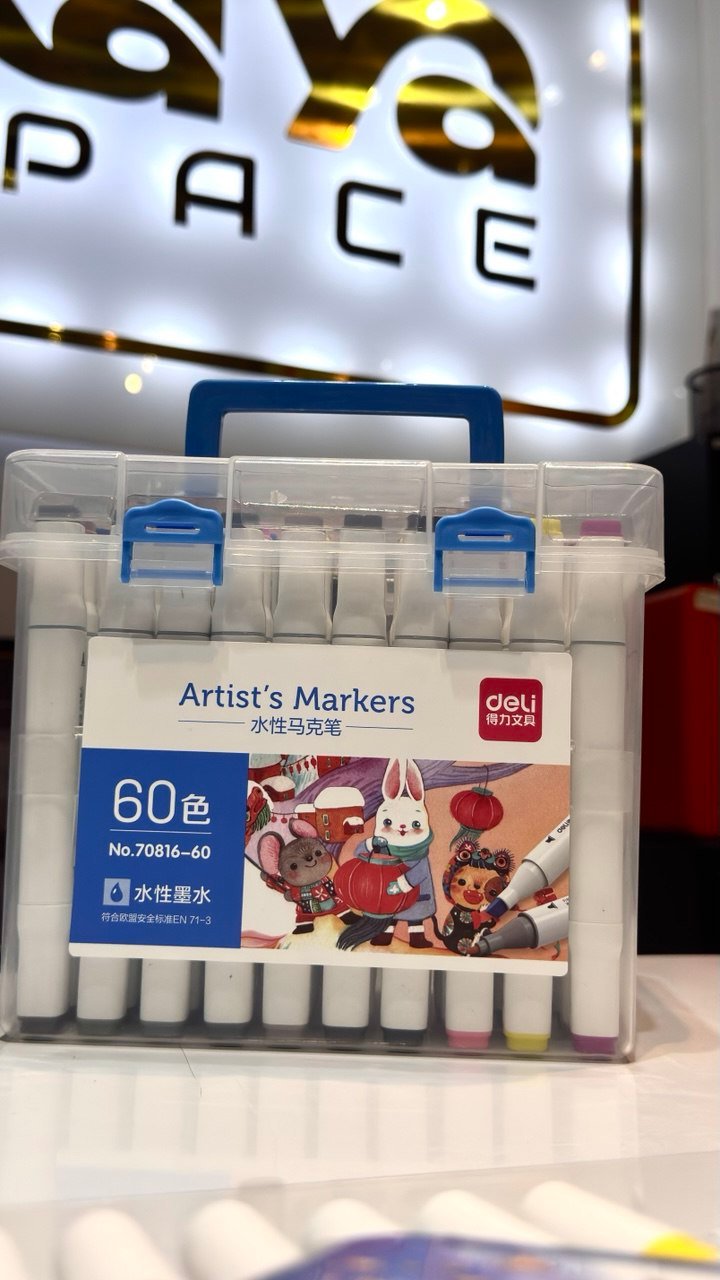 aya
PACE
Artist's Markers
水性马克笔
deli
得力文具
60色
No.70816-60
水性墨水
符合欧盟安全标准EN 71-3